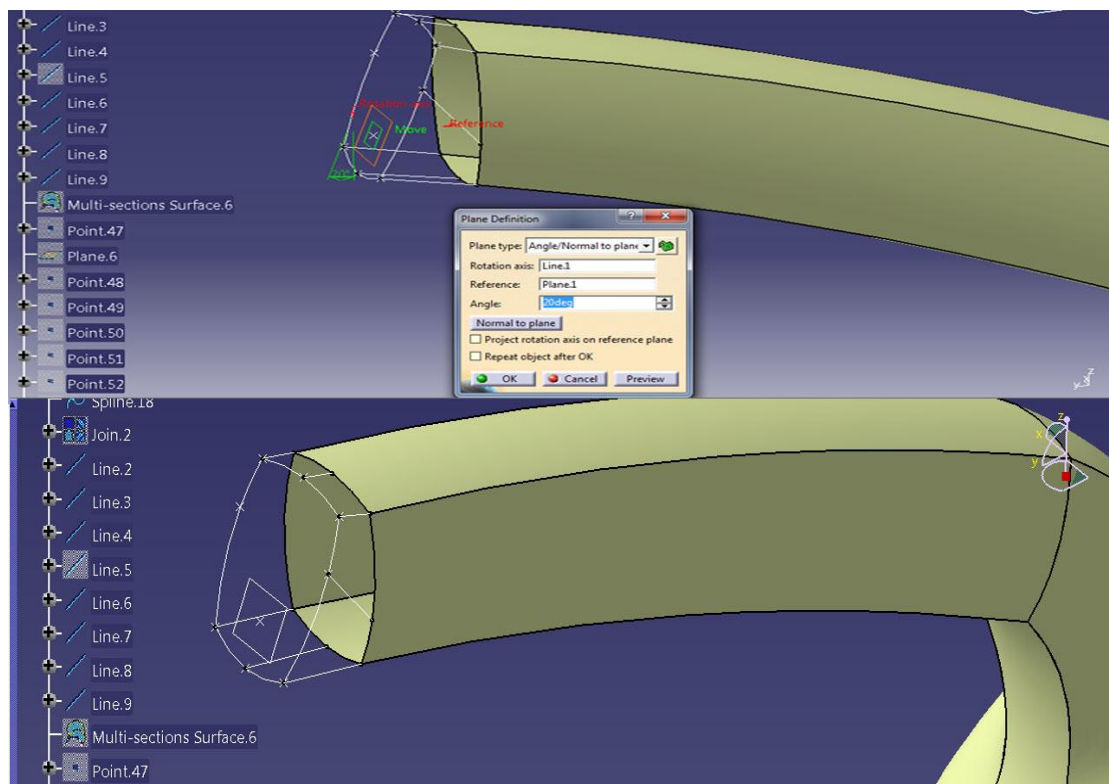 Line.3
Line.4
Line.5
Line.6
Line.7
Line.8
Line.9
Multi-sections Surface.6
Point.47
Plane.6
Point.48
Point.49
Point.50
Point.51
Point.52
Rotation axis
Move
Reference
20°
Plane Definition
Plane type: Angle/Normal to plane
Rotation axis: Line.1
Reference: Plane.1
Angle: 20deg
Normal to plane
Project rotation axis on reference plane
Repeat object after OK
OK Cancel Preview
z
x
y
Spline.18
Join.2
Line.2
Line.3
Line.4
Line.5
Line.6
Line.7
Line.8
Line.9
Multi-sections Surface.6
Point.47
z
x
y